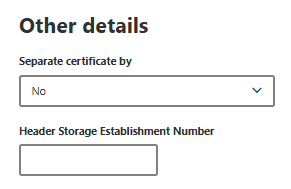 Other details
Separate certificate by
No
Header Storage Establishment Number